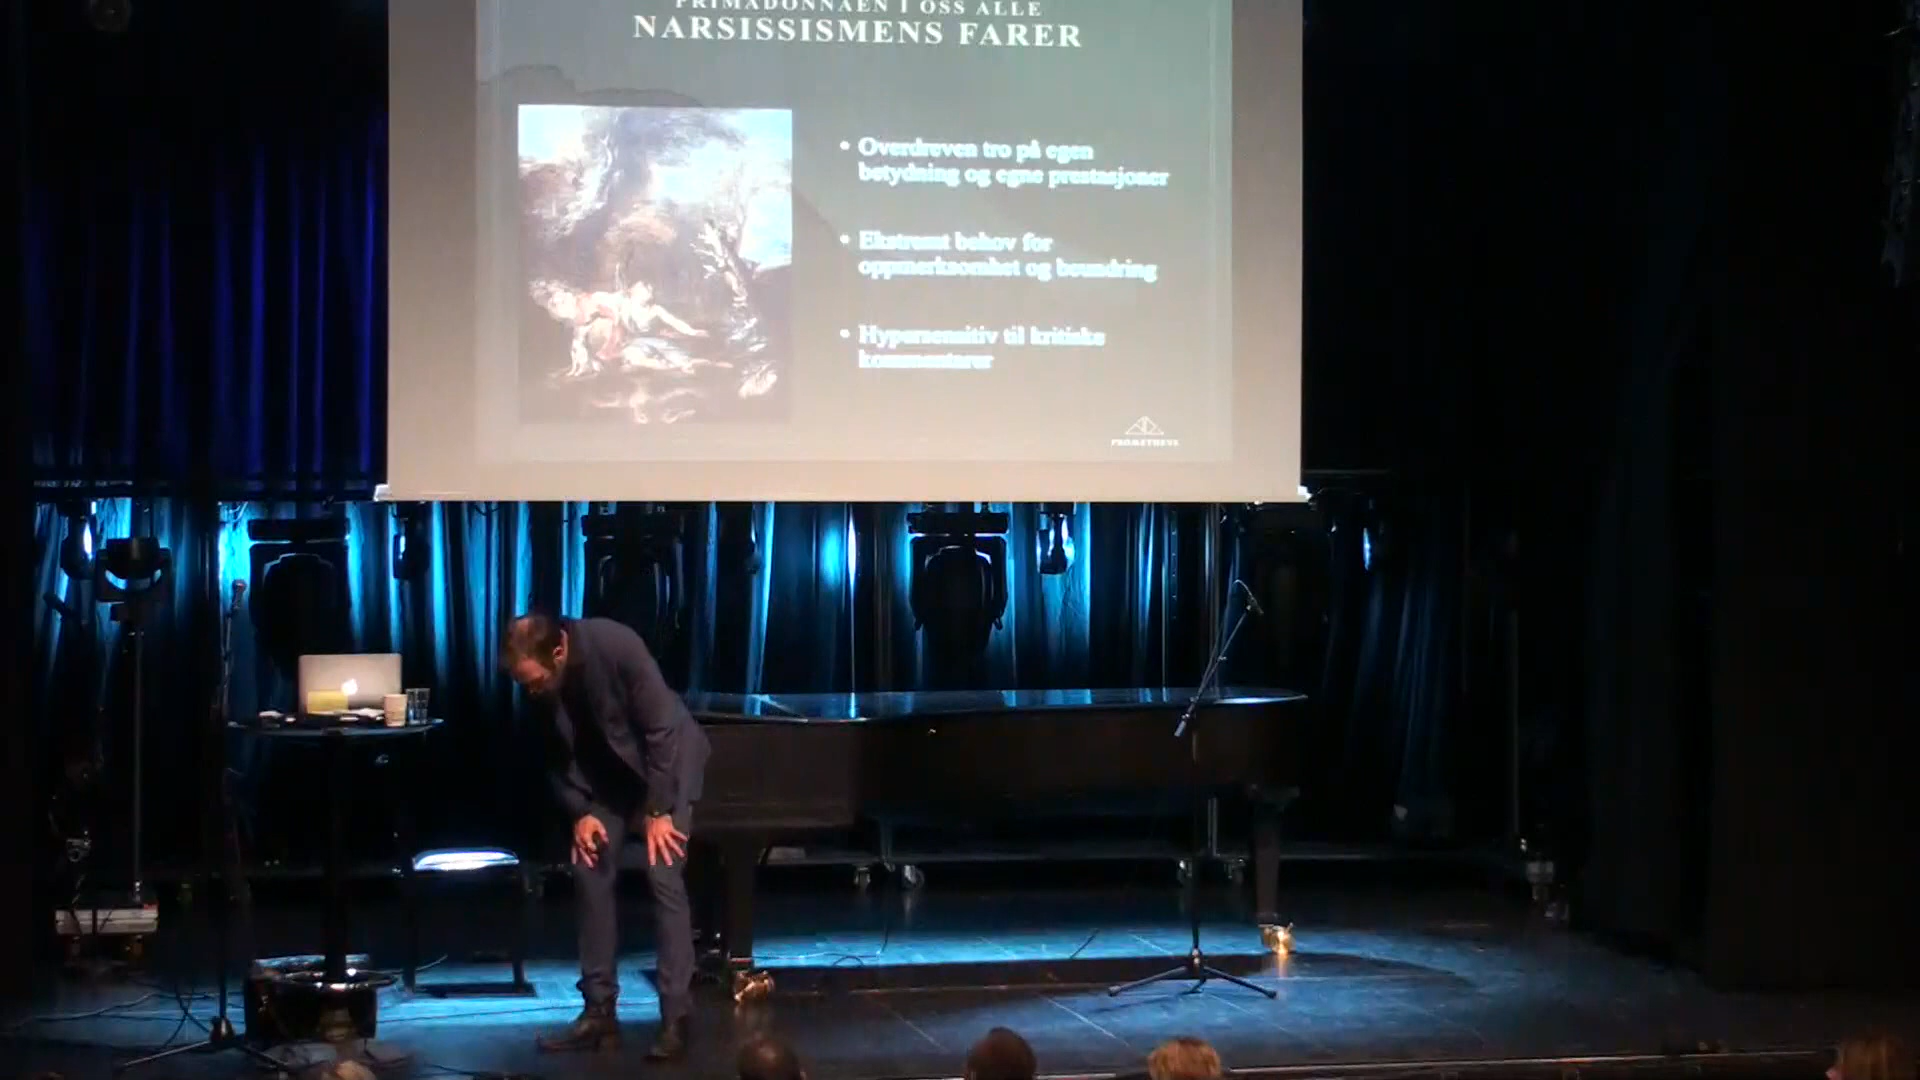 PRIMADONNAEN I OSS ALLE
NARSISSISMENS FARER
• Overdreven tro på egen
betydning og egne prestasjoner
• Ekstremt behov for
oppmerksomhet og beundring
• Hypersensitiv til kritiske
kommentarer
PROMETHEUS